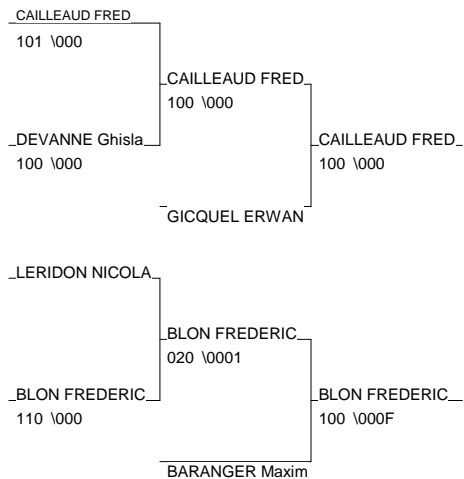 CAILLEAUD FRED
101 \000
CAILLEAUD FRED
100 \000
DEVANNE Ghisla
100 \000
CAILLEAUD FRED
100 \000
GICQUEL ERWAN
LERIDON NICOLA
BLON FREDERIC
020 \0001
BLON FREDERIC
110 \000
BLON FREDERIC
100 \000F
BARANGER Maxim